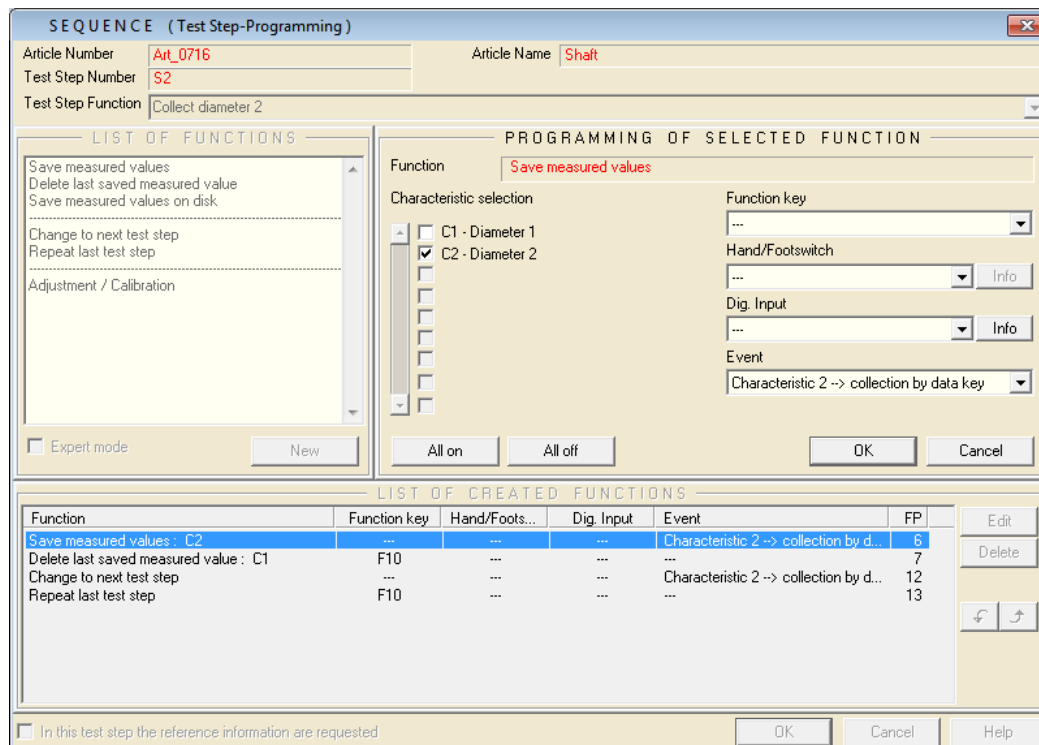 SEQUENCE ( Test Step-Programming )
Article Number Art_0716 Article Name Shaft
Test Step Number S2
Test Step Function Collect diameter 2
LIST OF FUNCTIONS
Save measured values
Delete last saved measured value
Save measured values on disk
Change to next test step
Repeat last test step
Adjustment / Calibration
Expert mode New
PROGRAMMING OF SELECTED FUNCTION
Function Save measured values
Characteristic selection
C1 - Diameter 1
C2 - Diameter 2
All on All off
Function key
---
Hand/Footswitch
--- Info
Dig. Input
--- Info
Event
Characteristic 2 --> collection by data key
OK Cancel
LIST OF CREATED FUNCTIONS
Function Function key Hand/Foots... Dig. Input Event FP
Save measured values : C2 --- --- --- Characteristic 2 --> collection by d... 6
Delete last saved measured value : C1 F10 --- --- --- 7
Change to next test step --- --- --- Characteristic 2 --> collection by d... 12
Repeat last test step F10 --- --- --- 13
Edit
Delete
In this test step the reference information are requested OK Cancel Help